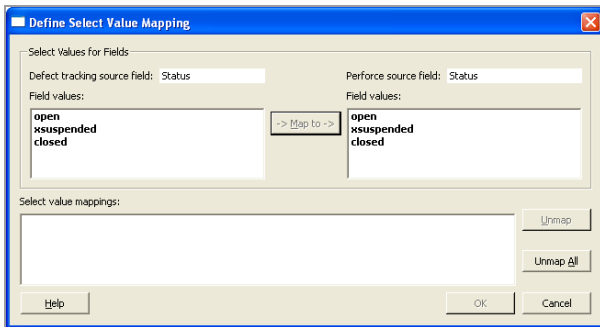 Define Select Value Mapping
Select Values for Fields
Defect tracking source field: Status
Perforce source field: Status
Field values:
Field values:
open
xsuspended
closed
-> Map to ->
open
xsuspended
closed
Select value mappings:
Unmap
Unmap All
Help
OK
Cancel